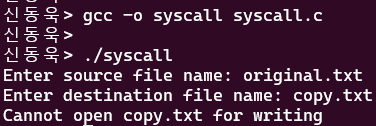 신동욱> gcc -o syscall syscall.c
신동욱>
신동욱> ./syscall
Enter source file name: original.txt
Enter destination file name: copy.txt
Cannot open copy.txt for writing